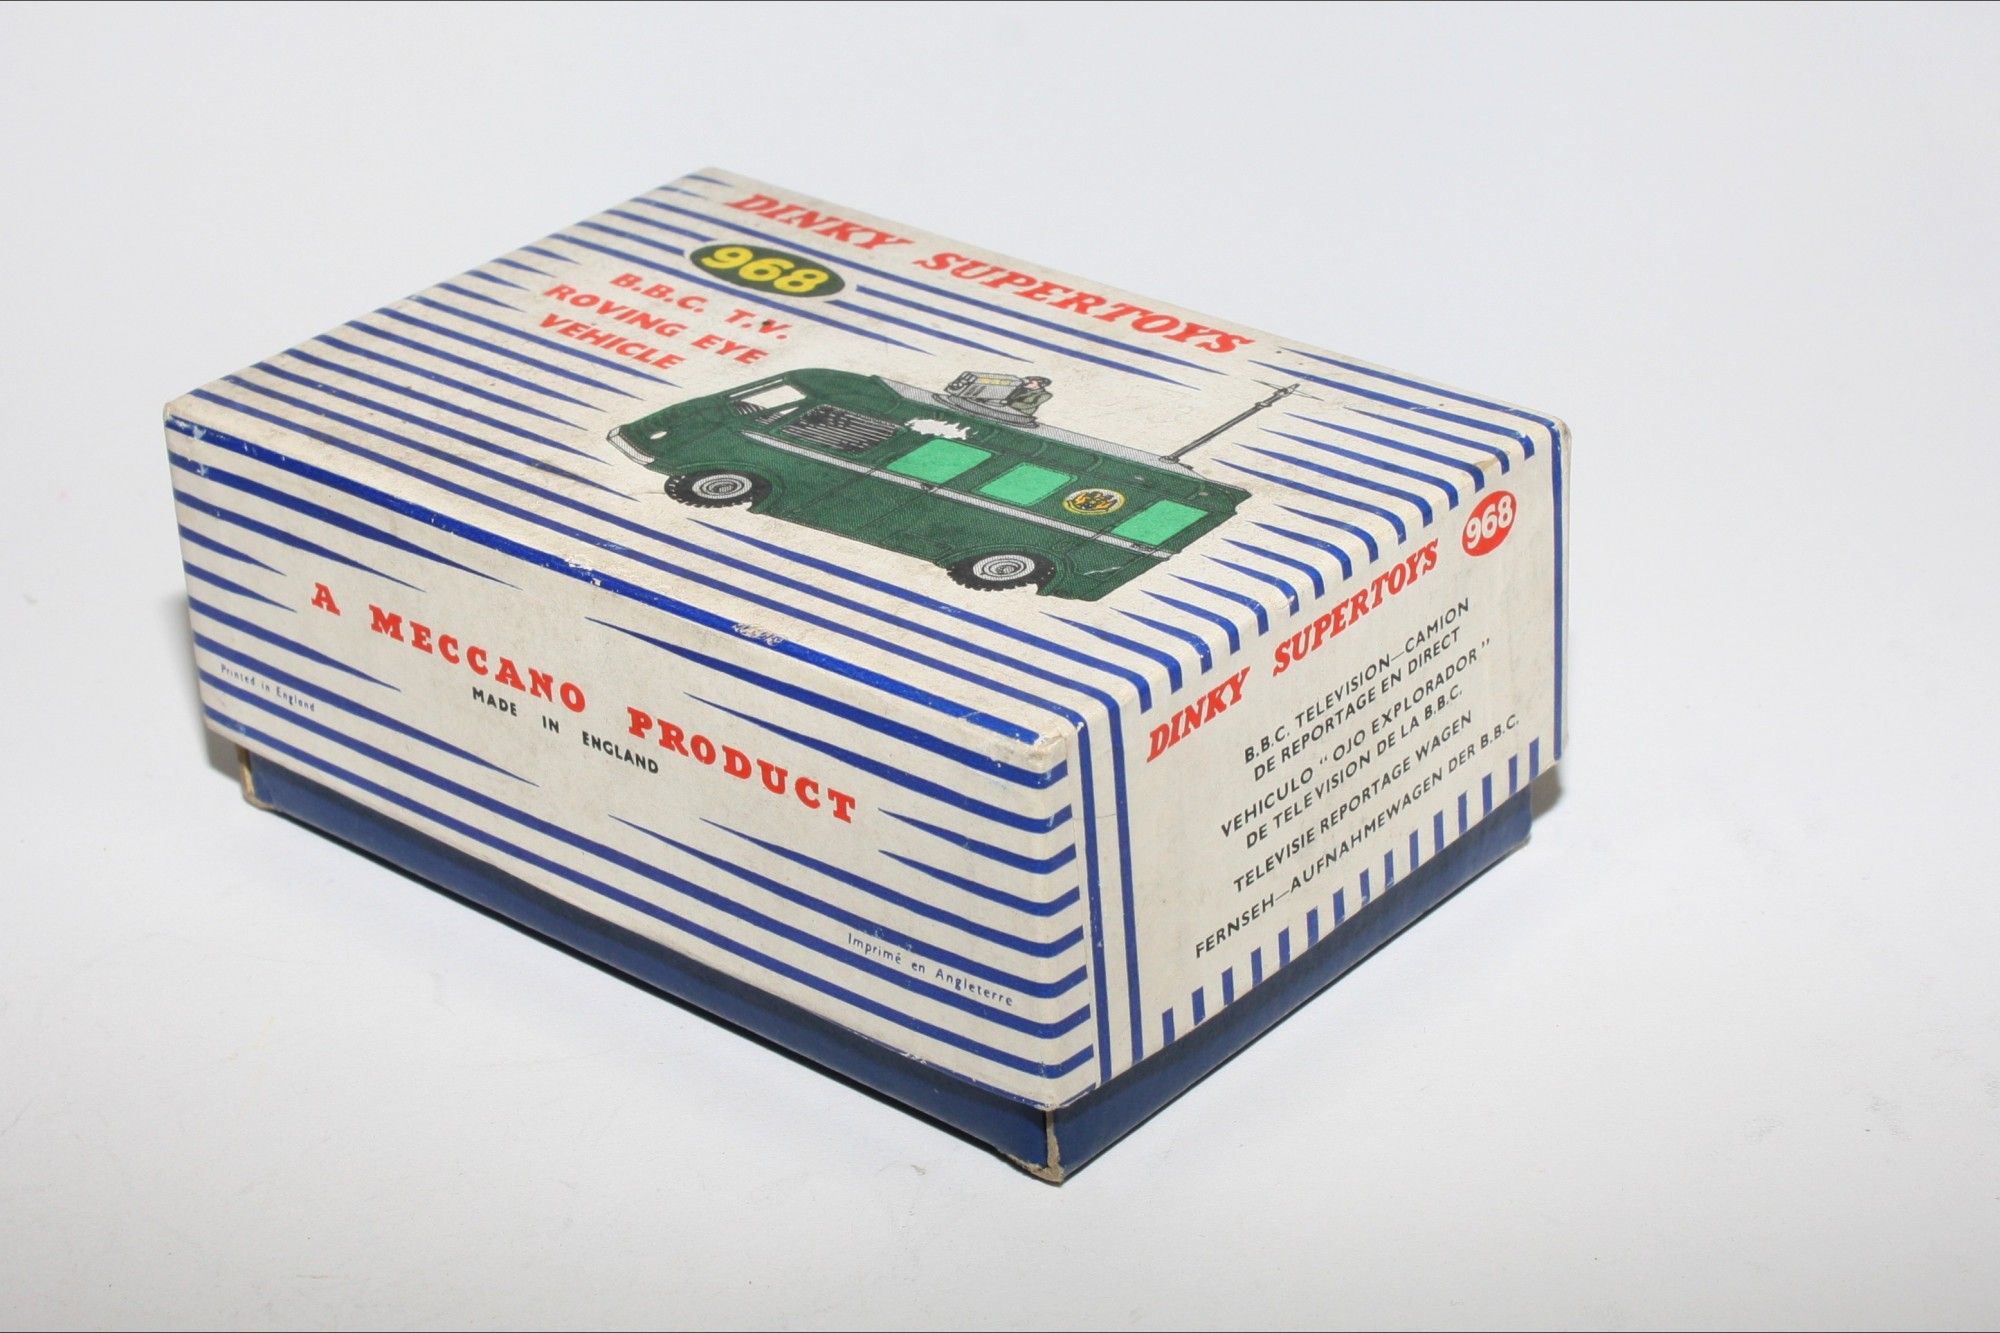 DINKY SUPERTOYS
968
B.B.C. T.V.
ROVING EYE
VEHICLE
A MECCANO PRODUCT
MADE IN ENGLAND
Printed in England
Imprimé en Angleterre
DINKY SUPERTOYS 968
B.B.C. TELEVISION—CAMION
DE REPORTAGE EN DIRECT
VEHICULO “ OJO EXPLORADOR ”
DE TELEVISION DE LA B.B.C.
TELEVISIE REPORTAGE WAGEN
FERNSEH—AUFNAHMEWAGEN DER B.B.C.